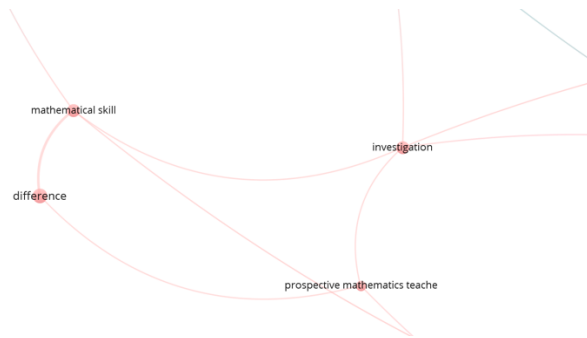 mathematical skill
investigation
difference
prospective mathematics teache